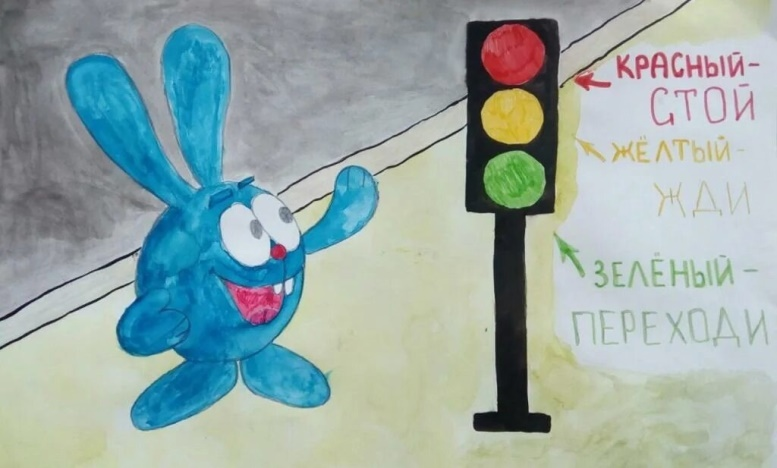 КРАСНЫЙ-
СТОЙ
ЖЁЛТЫЙ-
ЖДИ
ЗЕЛЁНЫЙ-
ПЕРЕХОДИ